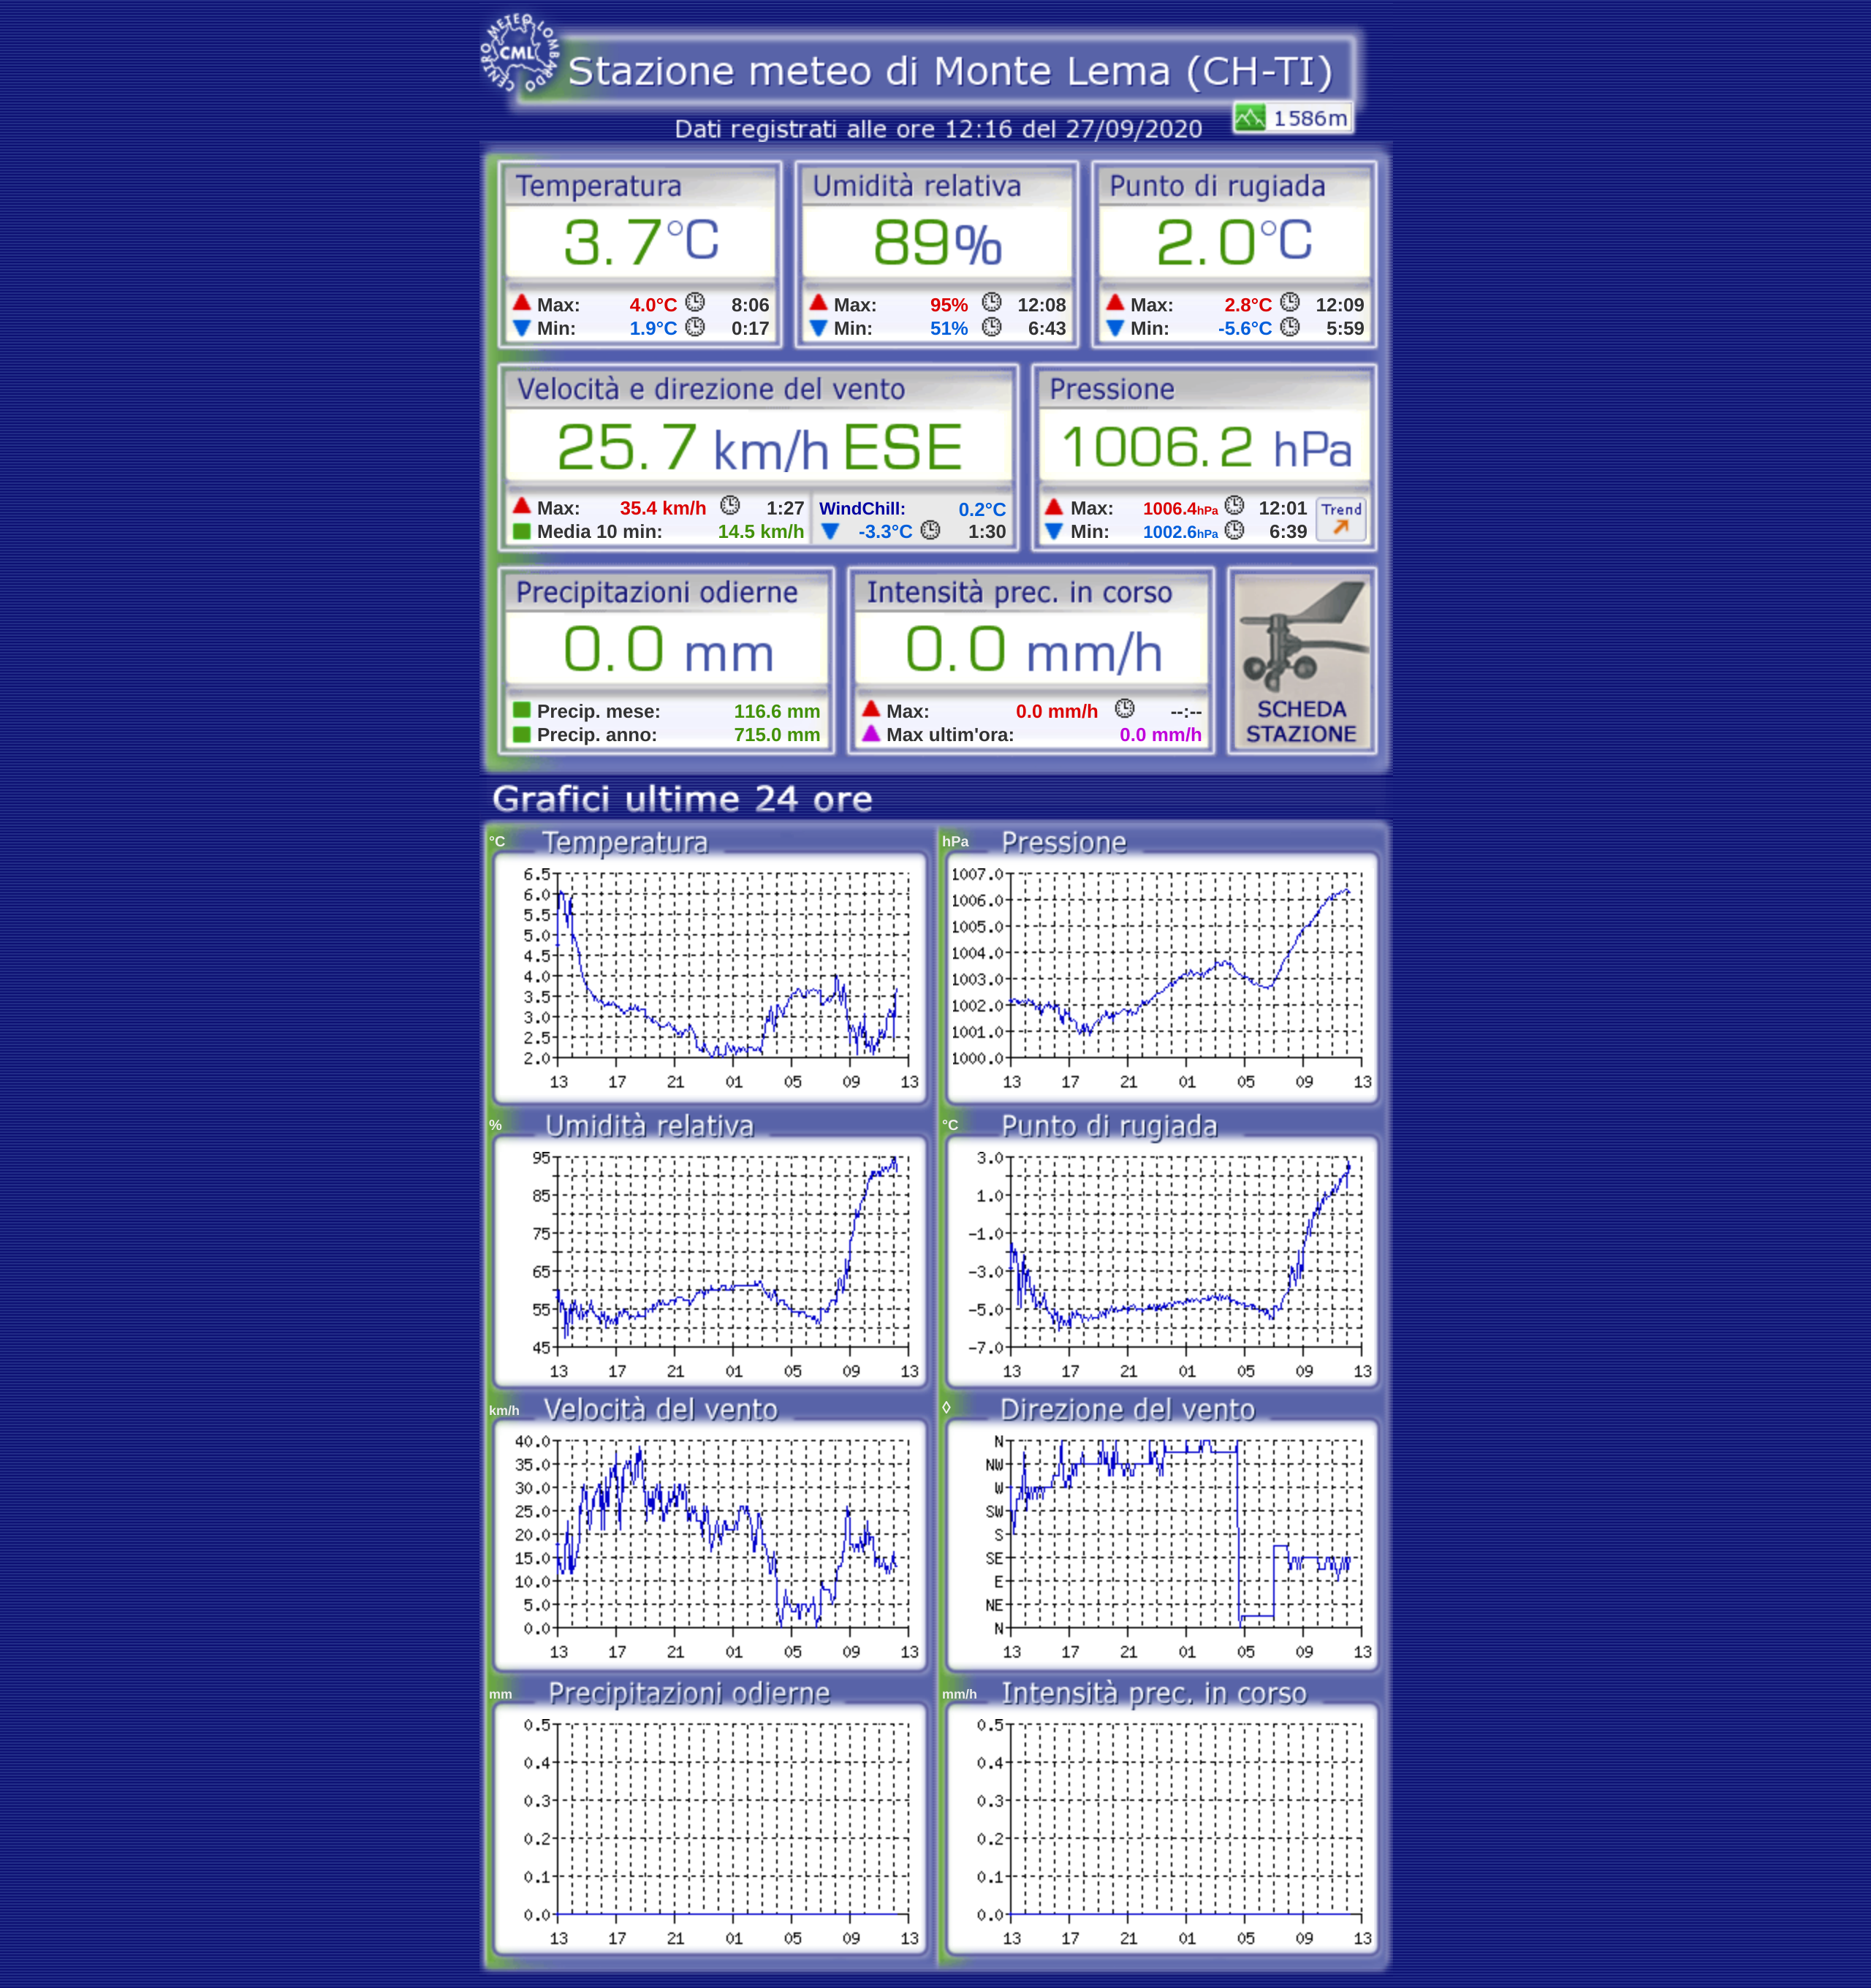 CENTRO METEO LOMBARDO
CML
Stazione meteo di Monte Lema (CH-TI)
1586m
Dati registrati alle ore 12:16 del 27/09/2020
Temperatura
3.7°C
Max: 4.0°C 8:06
Min: 1.9°C 0:17
Umidità relativa
89%
Max: 95% 12:08
Min: 51% 6:43
Punto di rugiada
2.0°C
Max: 2.8°C 12:09
Min: -5.6°C 5:59
Velocità e direzione del vento
25.7 km/h ESE
Max: 35.4 km/h 1:27
Media 10 min: 14.5 km/h
WindChill: 0.2°C
-3.3°C 1:30
Pressione
1006.2 hPa
Max: 1006.4hPa 12:01
Min: 1002.6hPa 6:39
Trend
Precipitazioni odierne
0.0 mm
Precip. mese: 116.6 mm
Precip. anno: 715.0 mm
Intensità prec. in corso
0.0 mm/h
Max: 0.0 mm/h --:--
Max ultim'ora: 0.0 mm/h
SCHEDA
STAZIONE
Grafici ultime 24 ore
°C Temperatura
6.5
6.0
5.5
5.0
4.5
4.0
3.5
3.0
2.5
2.0
13 17 21 01 05 09 13
hPa Pressione
1007.0
1006.0
1005.0
1004.0
1003.0
1002.0
1001.0
1000.0
13 17 21 01 05 09 13
% Umidità relativa
95
85
75
65
55
45
13 17 21 01 05 09 13
°C Punto di rugiada
3.0
1.0
-1.0
-3.0
-5.0
-7.0
13 17 21 01 05 09 13
km/h Velocità del vento
40.0
35.0
30.0
25.0
20.0
15.0
10.0
5.0
0.0
13 17 21 01 05 09 13
◊ Direzione del vento
N
NW
W
SW
S
SE
E
NE
N
13 17 21 01 05 09 13
mm Precipitazioni odierne
0.5
0.4
0.3
0.2
0.1
0.0
13 17 21 01 05 09 13
mm/h Intensità prec. in corso
0.5
0.4
0.3
0.2
0.1
0.0
13 17 21 01 05 09 13